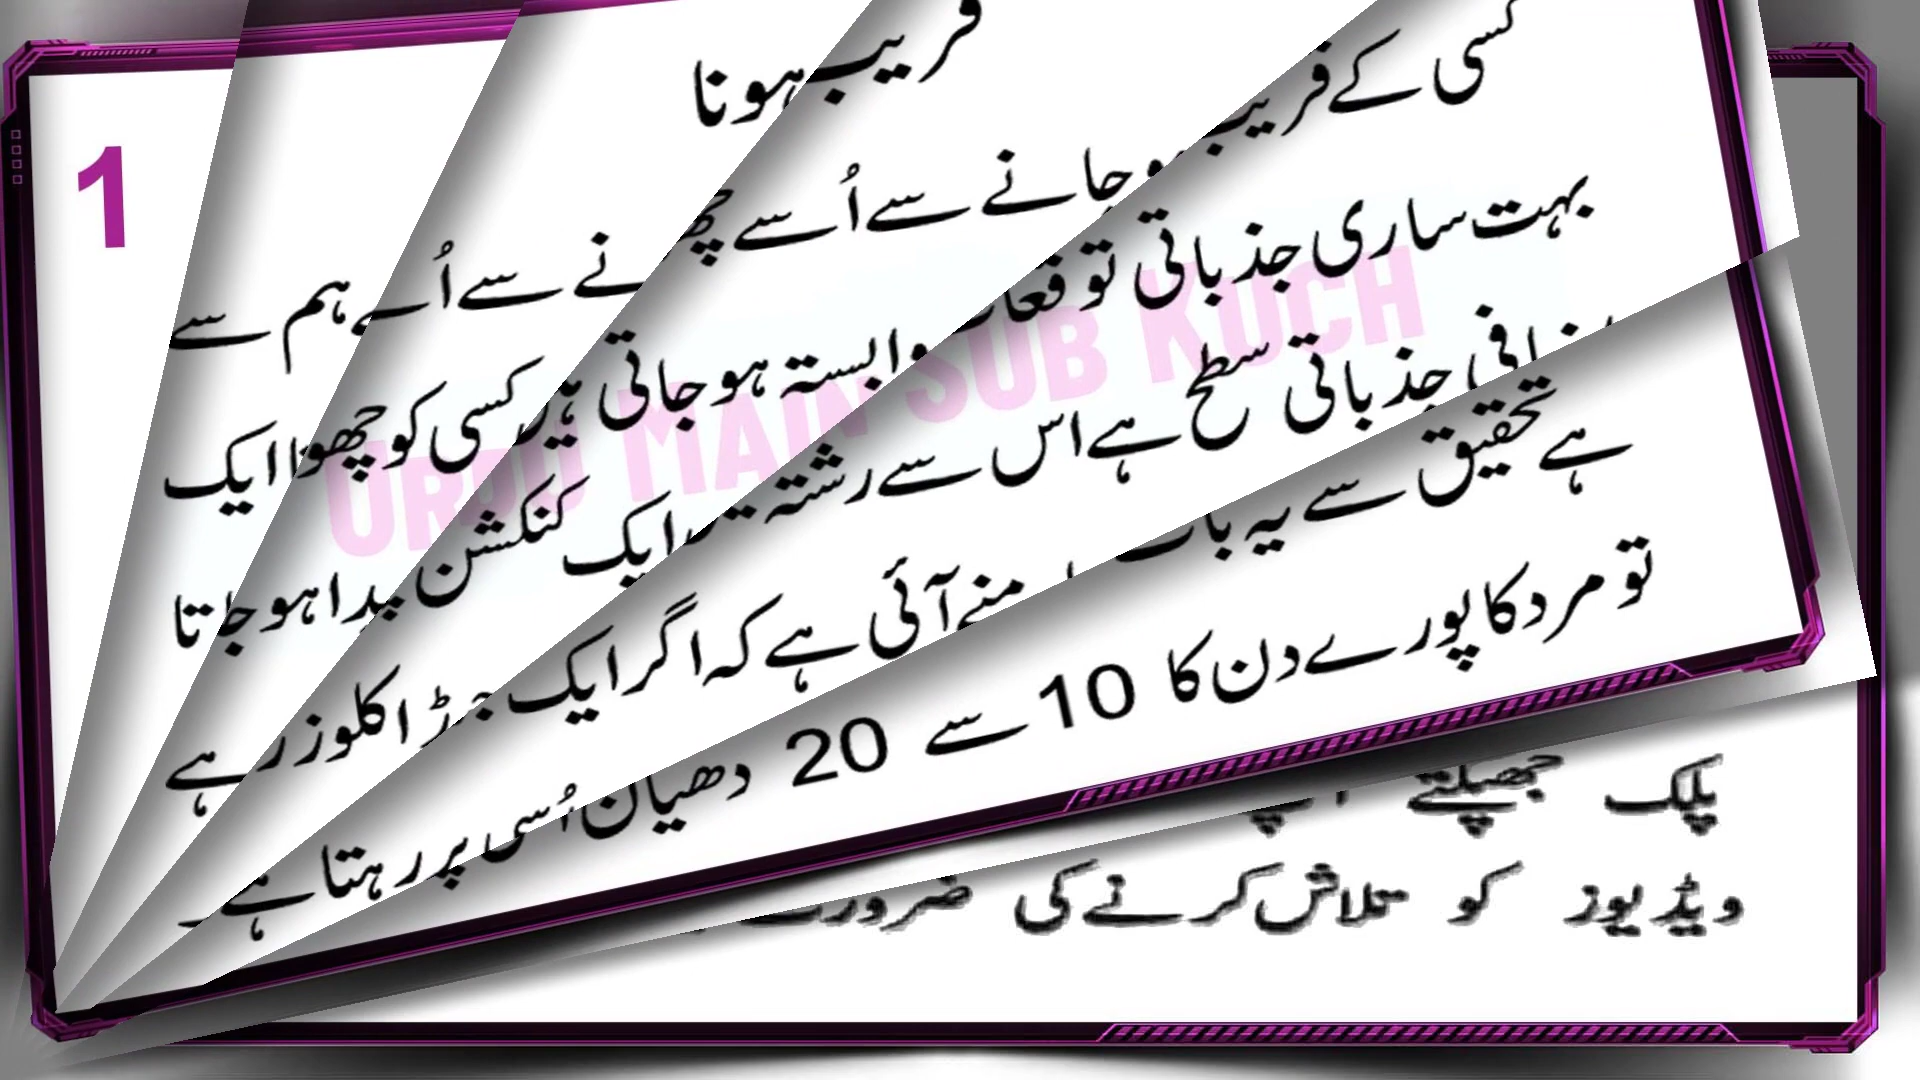 1
قریب ہونا
کسی کے قریب ہو جانے سے اُسے چھونے سے اُسے ہم سے
بہت ساری جذباتی توقعات وابستہ ہو جاتی ہیں کسی کو چھونا ایک
اضافی جذباتی سطح ہے اس سے رشتہ میں ایک کنکشن پیدا ہو جاتا
ہے تحقیق سے یہ بات سامنے آئی ہے کہ اگر ایک جوڑا کلوز رہے
تو مرد کا پورے دن کا 10 سے 20 دھیان اُسی پر رہتا ہے۔
URDU MAIN SUB KUCH
پلک جھپکتے
ویڈیوز کو تلاش کرنے کی ضرورت